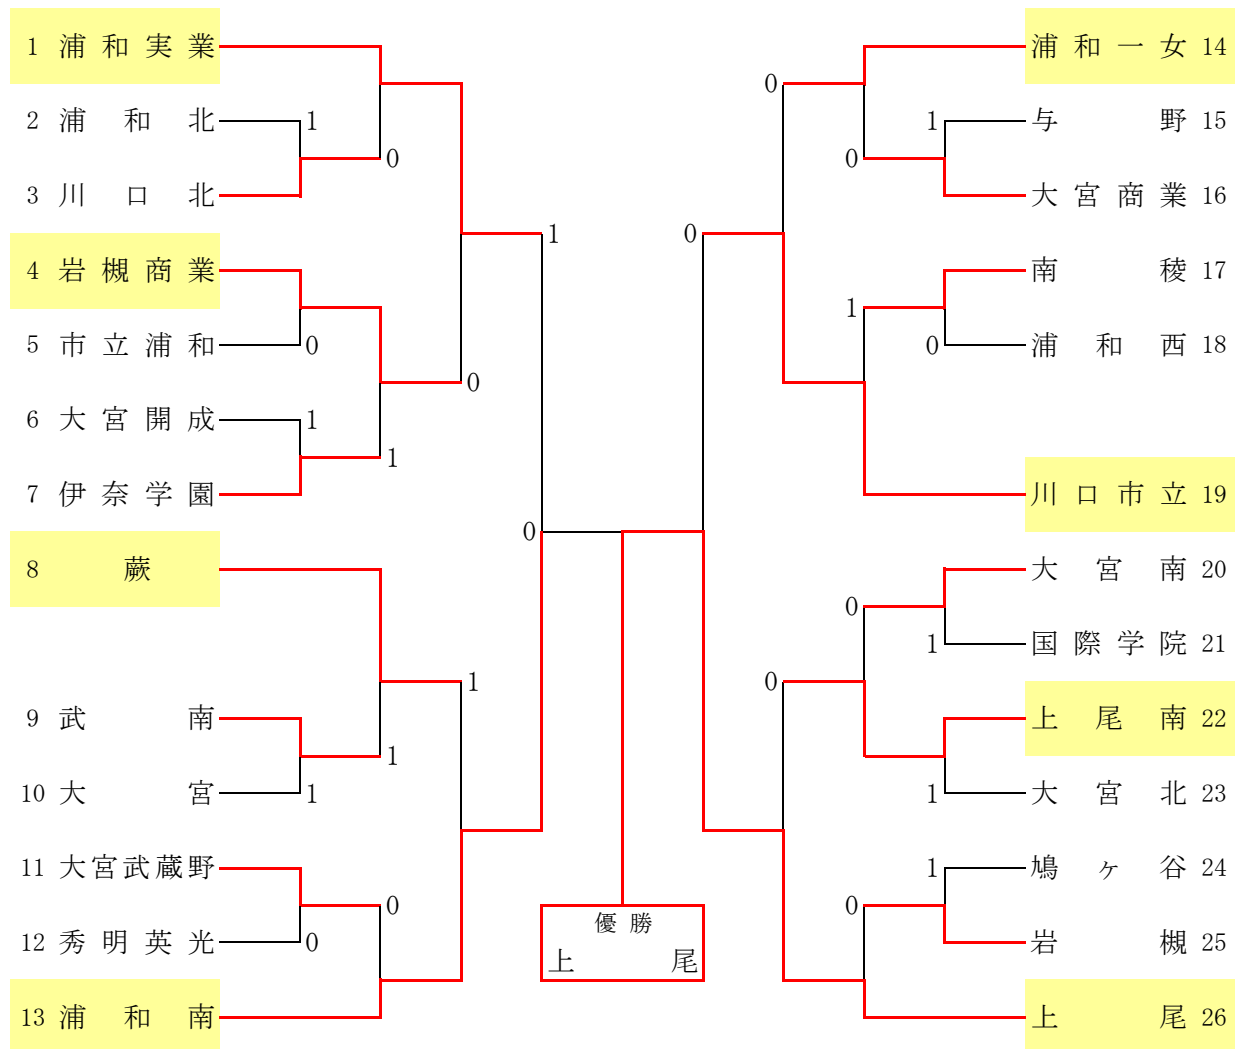 1 浦和実業
2 浦和北
3 川口北
4 岩槻商業
5 市立浦和
6 大宮開成
7 伊奈学園
8 蕨
9 武南
10 大宮
11 大宮武蔵野
12 秀明英光
13 浦和南
1
0
0
1
1
1
1
1
0
0
1
0
1
0
優勝
上尾
0
0
0
0
1
1
0
0
0
1
1
1
0
浦和一女 14
与野 15
大宮商業 16
南稜 17
浦和西 18
川口市立 19
大宮南 20
国際学院 21
上尾南 22
大宮北 23
鳩ヶ谷 24
岩槻 25
上尾 26